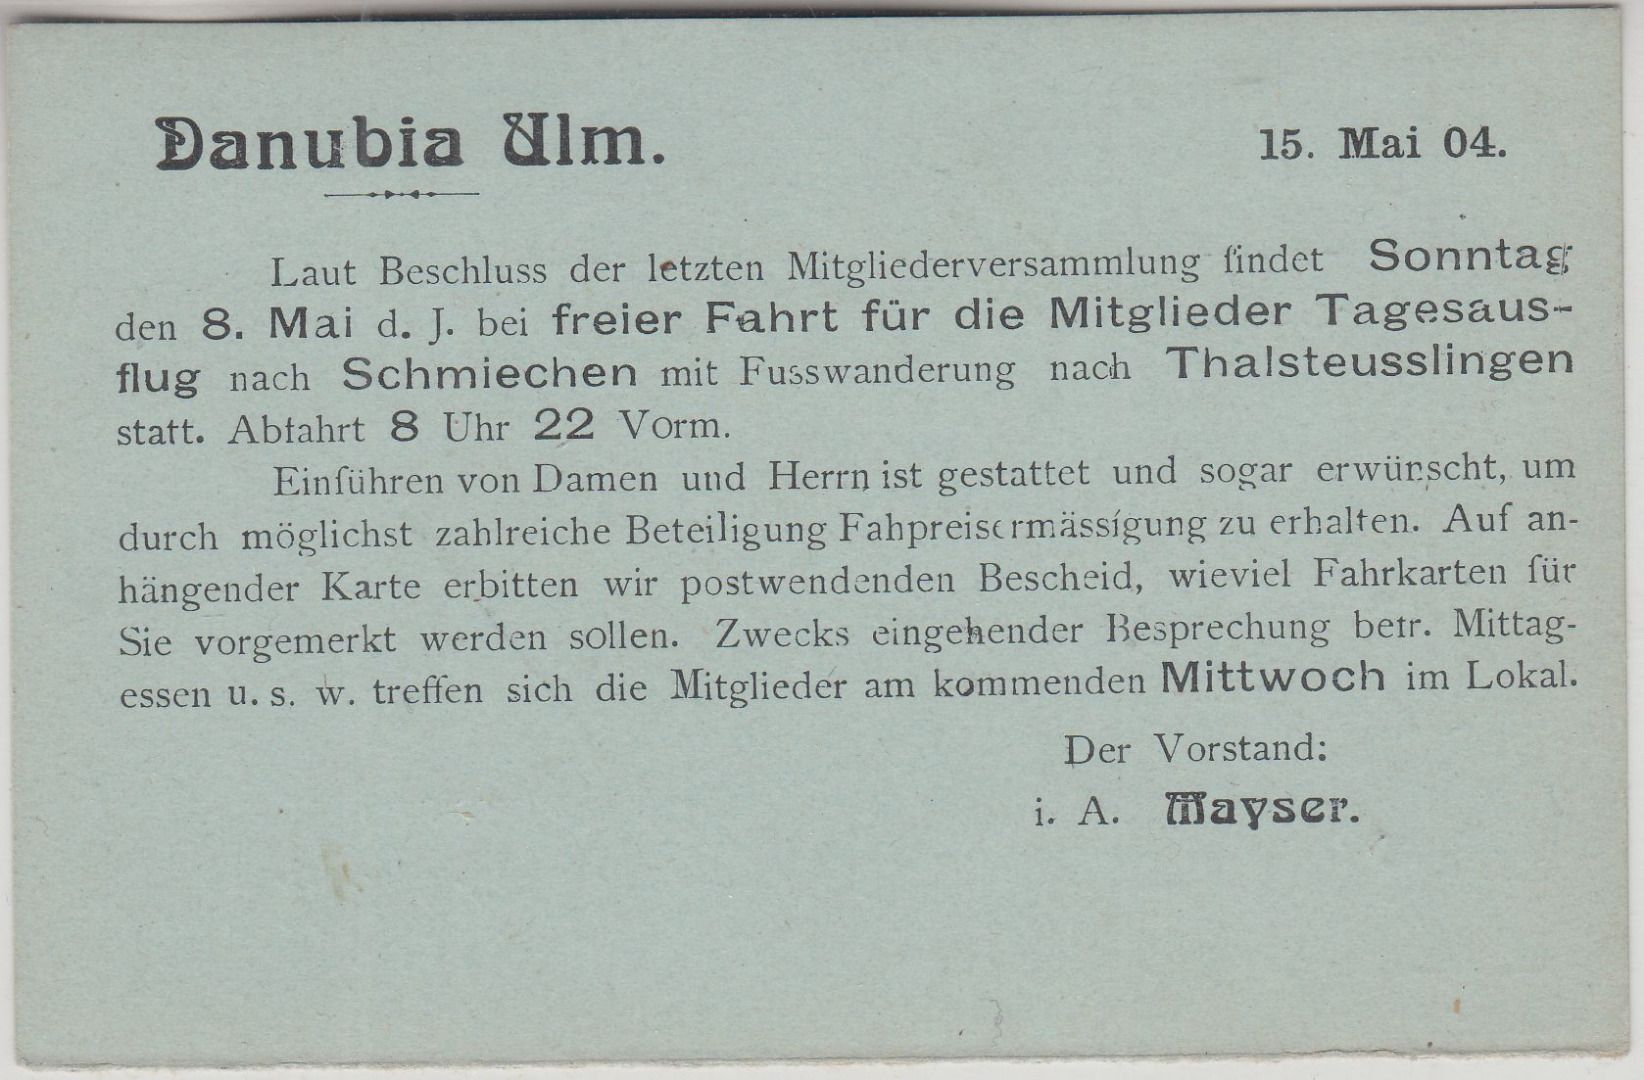 Danubia Ulm.
15. Mai 04.
Laut Beschluss der letzten Mitgliederversammlung findet Sonntag
den 8. Mai d. J. bei freier Fahrt für die Mitglieder Tagesaus-
flug nach Schmiechen mit Fusswanderung nach Thalsteusslingen
statt. Abfahrt 8 Uhr 22 Vorm.
Einführen von Damen und Herrn ist gestattet und sogar erwünscht, um
durch möglichst zahlreiche Beteiligung Fahpreisermässigung zu erhalten. Auf an-
hängender Karte erbitten wir postwendenden Bescheid, wieviel Fahrkarten für
Sie vorgemerkt werden sollen. Zwecks eingehender Besprechung betr. Mittag-
essen u. s. w. treffen sich die Mitglieder am kommenden Mittwoch im Lokal.
Der Vorstand:
i. A. Mayser.